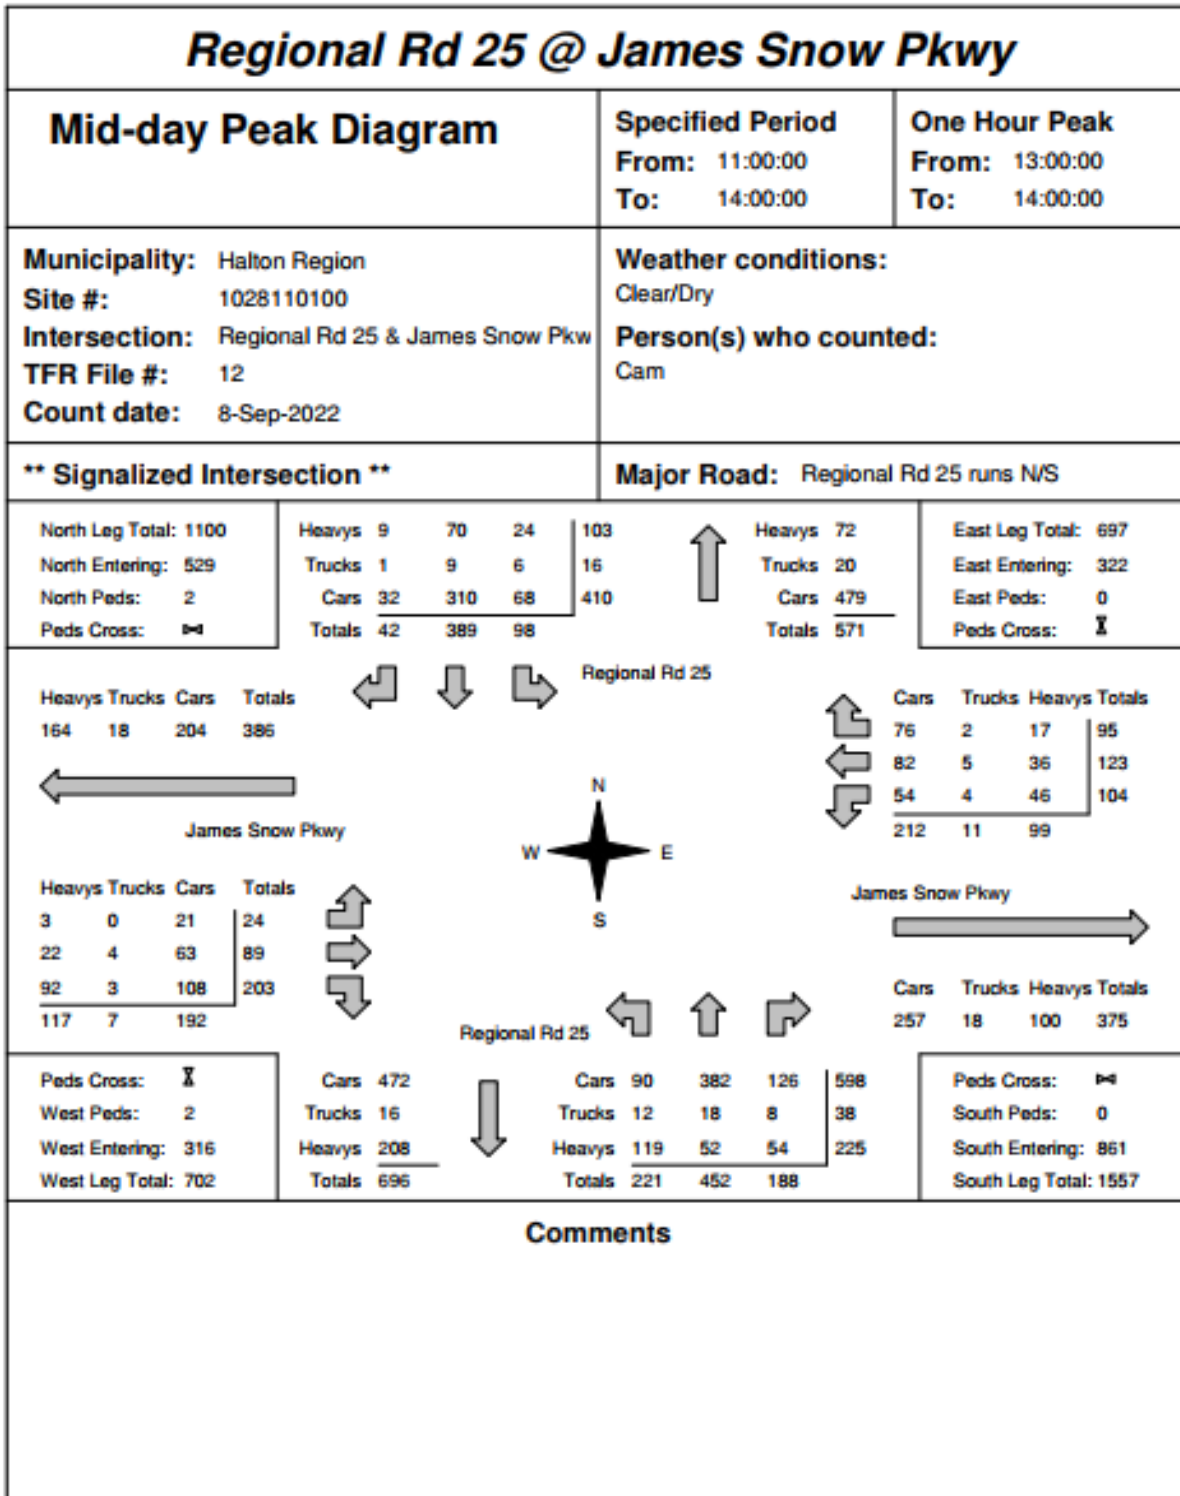 Regional Rd 25 @ James Snow Pkwy
Mid-day Peak Diagram
Specified Period
From: 11:00:00
To: 14:00:00
One Hour Peak
From: 13:00:00
To: 14:00:00
Municipality: Halton Region
Site #: 1028110100
Intersection: Regional Rd 25 & James Snow Pkw
TFR File #: 12
Count date: 8-Sep-2022
Weather conditions:
Clear/Dry
Person(s) who counted:
Cam
** Signalized Intersection **
Major Road: Regional Rd 25 runs N/S
North Leg Total: 1100
North Entering: 529
North Peds: 2
Peds Cross:
Heavys 9 70 24 103
Trucks 1 9 6 16
Cars 32 310 68 410
Totals 42 389 98
Heavys 72
Trucks 20
Cars 479
Totals 571
East Leg Total: 697
East Entering: 322
East Peds: 0
Peds Cross:
Regional Rd 25
Heavys Trucks Cars Totals
164 18 204 386
James Snow Pkwy
Cars Trucks Heavys Totals
76 2 17 95
82 5 36 123
54 4 46 104
212 11 99
N
W E
S
Heavys Trucks Cars Totals
3 0 21 24
22 4 63 89
92 3 108 203
117 7 192
James Snow Pkwy
Cars Trucks Heavys Totals
257 18 100 375
Regional Rd 25
Peds Cross:
West Peds: 2
West Entering: 316
West Leg Total: 702
Cars 472
Trucks 16
Heavys 208
Totals 696
Cars 90 382 126 598
Trucks 12 18 8 38
Heavys 119 52 54 225
Totals 221 452 188
Peds Cross:
South Peds: 0
South Entering: 861
South Leg Total: 1557
Comments